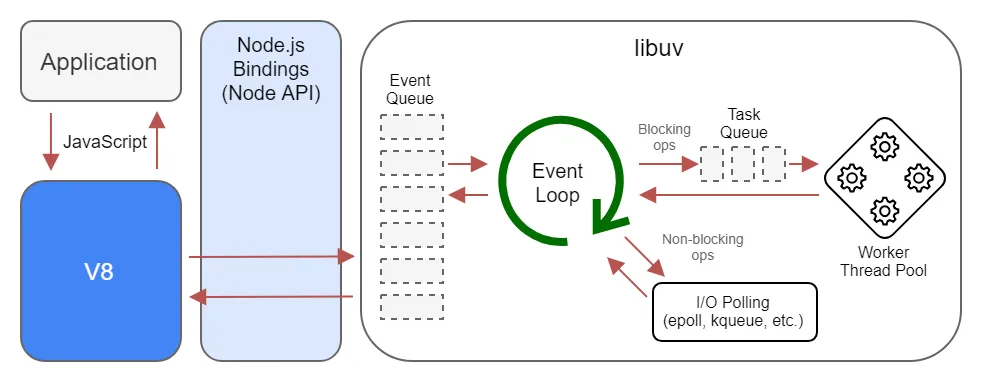 Application
JavaScript
V8
Node.js
Bindings
(Node API)
libuv
Event
Queue
Event
Loop
Blocking
ops
Task
Queue
Worker
Thread Pool
Non-blocking
ops
I/O Polling
(epoll, kqueue, etc.)